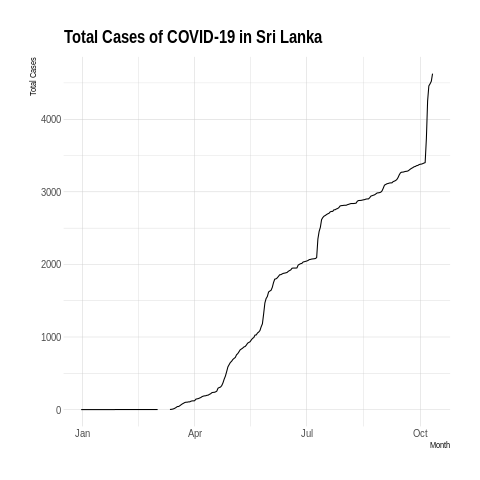 Total Cases of COVID-19 in Sri Lanka
Total Cases
4000
3000
2000
1000
0
Jan Apr Jul Oct
Month